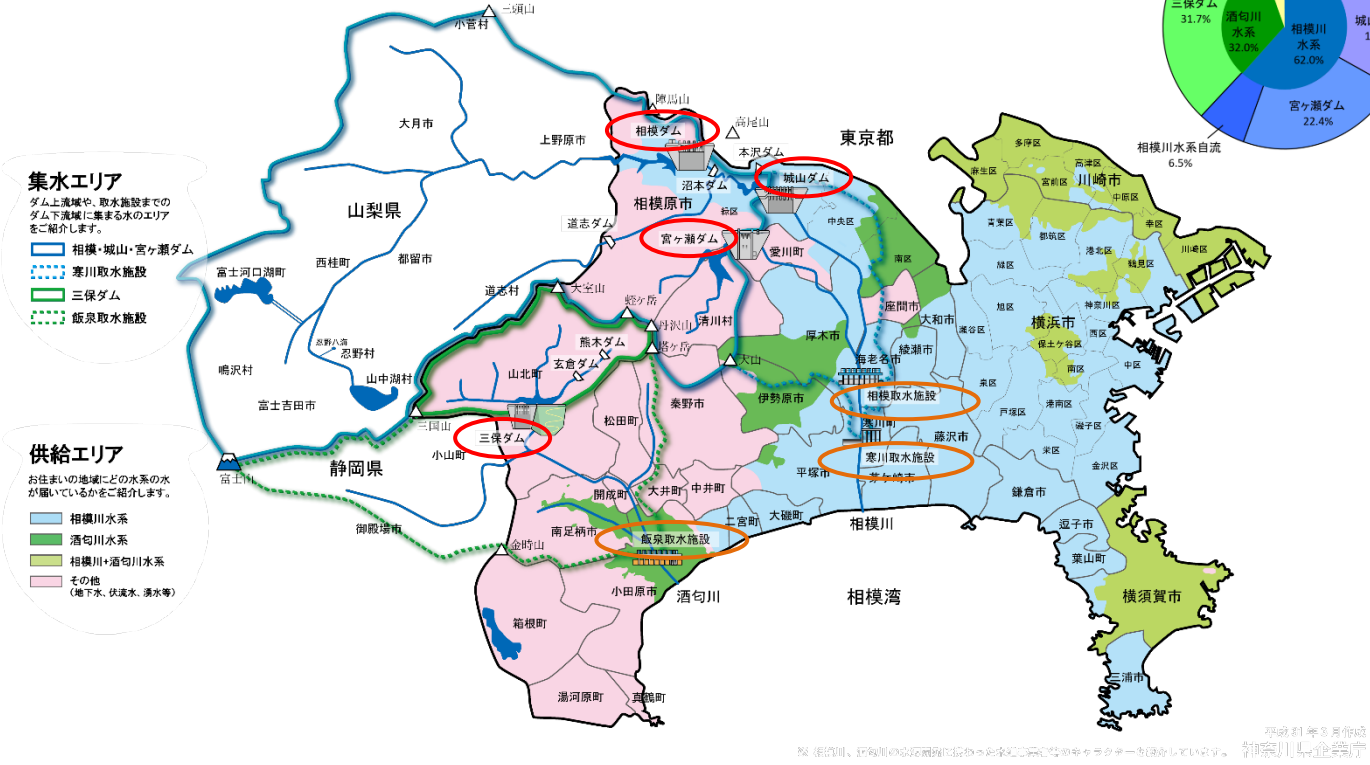 三頭山
小菅村
三保ダム
31.7%
酒匂川
水系
32.0%
相模川
水系
62.0%
城山
宮ヶ瀬ダム
22.4%
相模川水系自流
6.5%
陣馬山
大月市
上野原市
相模ダム
高尾山
東京都
本沢ダム
城山ダム
沼本ダム
多摩区
麻生区
高津区
宮前区
川崎市
中原区
幸区
川崎区
集水エリア
ダム上流域や、取水施設までの
ダム下流域に集まる水のエリア
をご紹介します。
相模・城山・宮ヶ瀬ダム
寒川取水施設
三保ダム
飯泉取水施設
山梨県
相模原市
緑区
中央区
南区
道志ダム
宮ヶ瀬ダム
愛川町
青葉区
都筑区
港北区
鶴見区
緑区
神奈川区
旭区
横浜市
西区
保土ケ谷区
瀬谷区
中区
南区
泉区
港南区
戸塚区
磯子区
栄区
金沢区
富士河口湖町
西桂町
都留市
道志村
大室山
蛭ヶ岳
丹沢山
清川村
座間市
大和市
厚木市
綾瀬市
海老名市
忍野八海
忍野村
鳴沢村
山中湖村
富士吉田市
熊木ダム
玄倉ダム
塔ヶ岳
大山
山北町
秦野市
伊勢原市
相模取水施設
寒川町
三国山
三保ダム
松田町
小山町
藤沢市
寒川取水施設
平塚市
茅ヶ崎市
供給エリア
お住まいの地域にどの水系の水
が届いているかをご紹介します。
相模川水系
酒匂川水系
相模川+酒匂川水系
その他
(地下水、伏流水、湧水等)
富士山
静岡県
御殿場市
開成町
大井町
中井町
鎌倉市
南足柄市
二宮町
大磯町
相模川
飯泉取水施設
逗子市
金時山
葉山町
小田原市
酒匂川
相模湾
横須賀市
箱根町
三浦市
湯河原町
真鶴町
平成31年3月作成
神奈川県企業庁